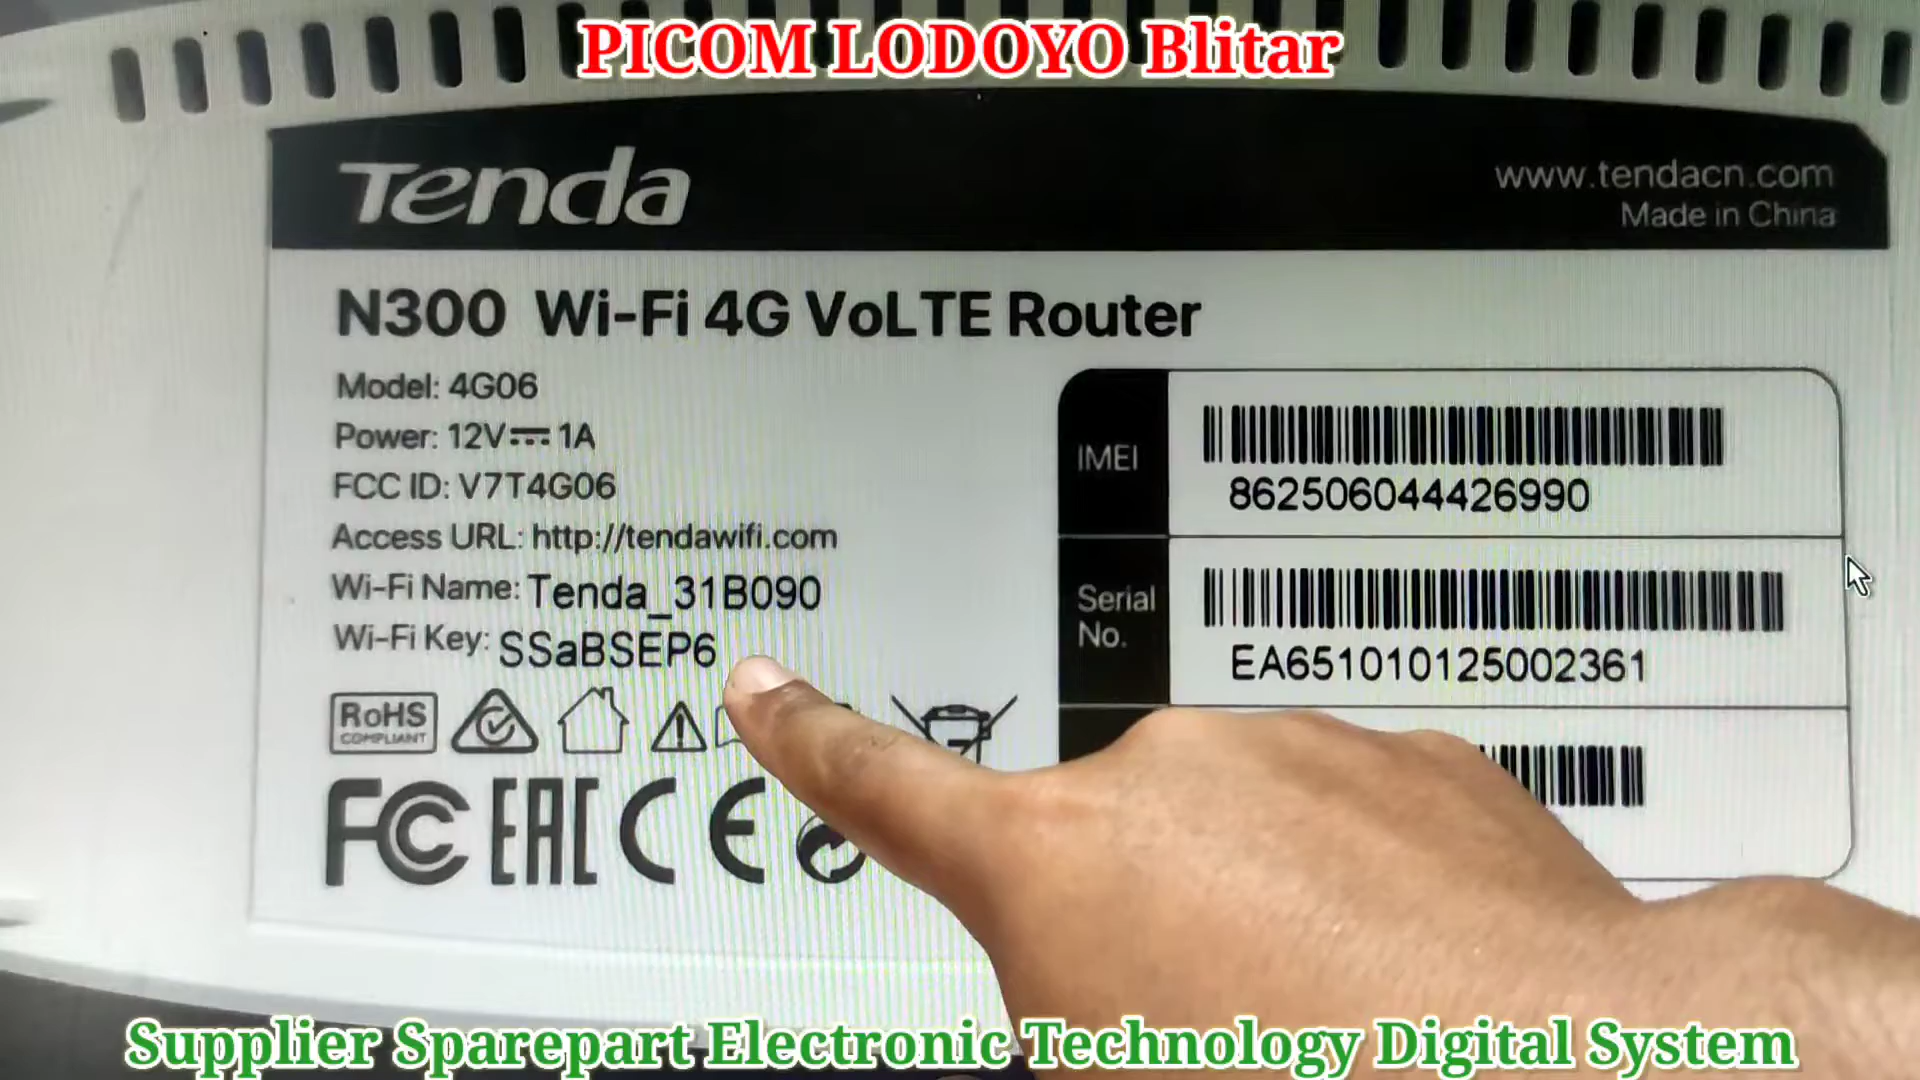 PICOM LODOYO Blitar
Tenda
www.tendacn.com
Made in China
N300 Wi-Fi 4G VoLTE Router
Model: 4G06
Power: 12V⎓1A
FCC ID: V7T4G06
Access URL: http://tendawifi.com
Wi-Fi Name: Tenda_31B090
Wi-Fi Key: SSaBSEP6
RoHS
COMPLIANT
FC EAC CE
IMEI
862506044426990
Serial No.
EA651010125002361
Supplier Sparepart Electronic Technology Digital System